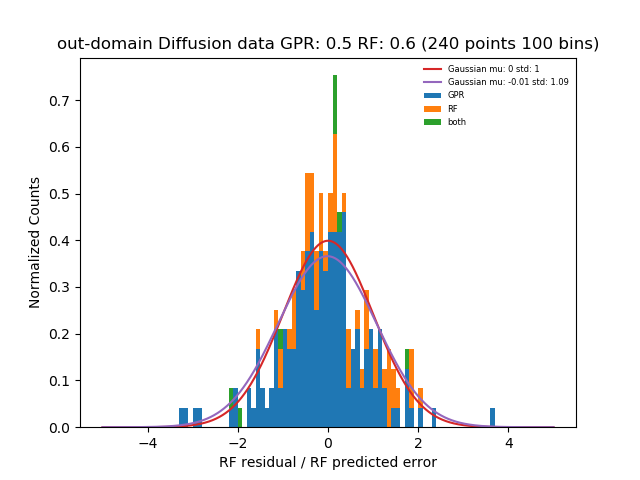 out-domain Diffusion data GPR: 0.5 RF: 0.6 (240 points 100 bins)
Gaussian mu: 0 std: 1
Gaussian mu: -0.01 std: 1.09
GPR
RF
both
Normalized Counts
0.7
0.6
0.5
0.4
0.3
0.2
0.1
0.0
−4 −2 0 2 4
RF residual / RF predicted error